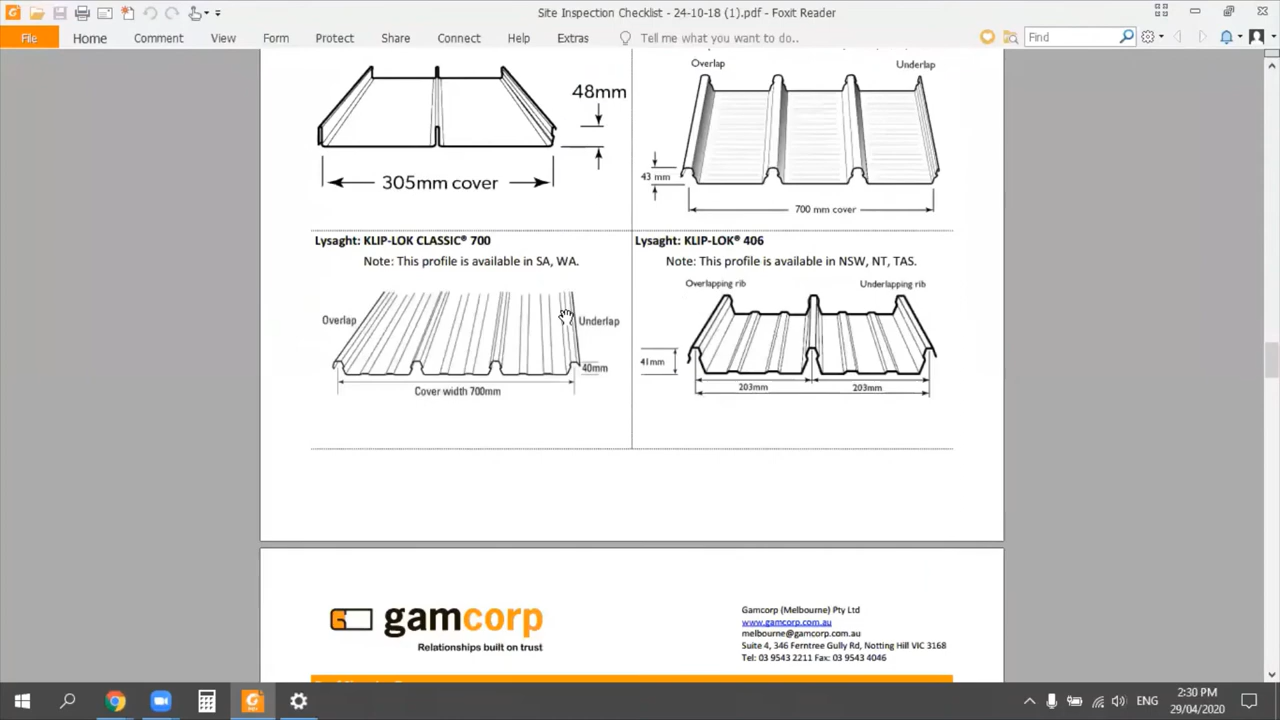 Site Inspection Checklist - 24-10-18 (1).pdf - Foxit Reader
File Home Comment View Form Protect Share Connect Help Extras Tell me what you want to do.. Find
48mm
305mm cover
Overlap Underlap
43 mm
700 mm cover
Lysaght: KLIP-LOK CLASSIC® 700
Note: This profile is available in SA, WA.
Overlap Underlap
40mm
Cover width 700mm
Lysaght: KLIP-LOK® 406
Note: This profile is available in NSW, NT, TAS.
Overlapping rib Underlapping rib
41mm
203mm 203mm
gamcorp
Relationships built on trust
Gamcorp (Melbourne) Pty Ltd
www.gamcorp.com.au
melbourne@gamcorp.com.au
Suite 4, 346 Ferntree Gully Rd, Notting Hill VIC 3168
Tel: 03 9543 2211 Fax: 03 9543 4046
ENG
2:30 PM
29/04/2020